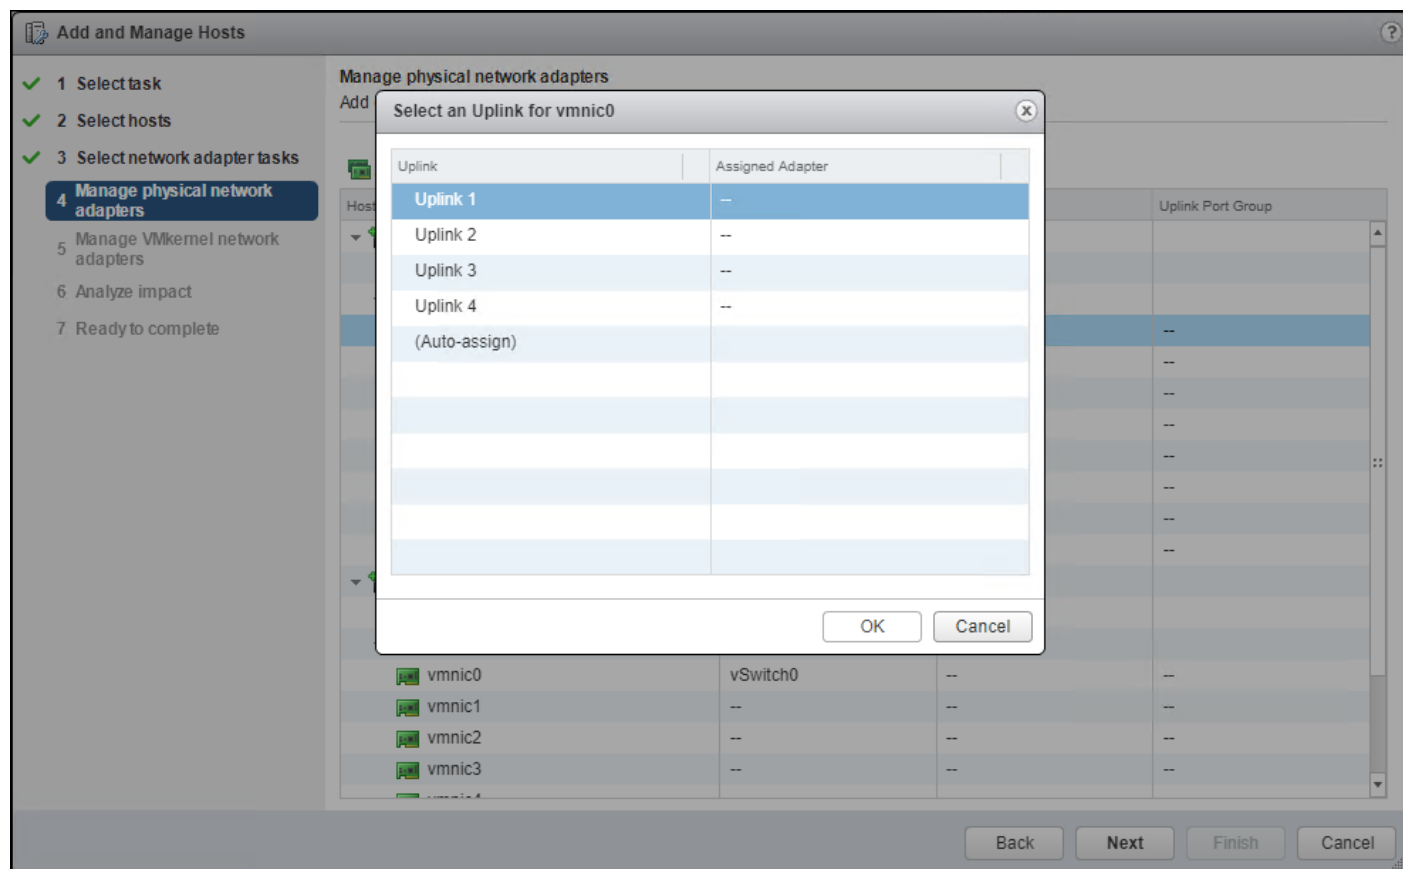 Add and Manage Hosts
?
1 Select task
2 Select hosts
3 Select network adapter tasks
4 Manage physical network
adapters
5 Manage VMkernel network
adapters
6 Analyze impact
7 Ready to complete
Manage physical network adapters
Add
Select an Uplink for vmnic0
Uplink Assigned Adapter
Uplink 1 --
Uplink 2 --
Uplink 3 --
Uplink 4 --
(Auto-assign)
OK Cancel
Host Uplink Port Group
--
--
--
--
--
--
--
--
vmnic0 vSwitch0 -- --
vmnic1 -- -- --
vmnic2 -- -- --
vmnic3 -- -- --
Back Next Finish Cancel